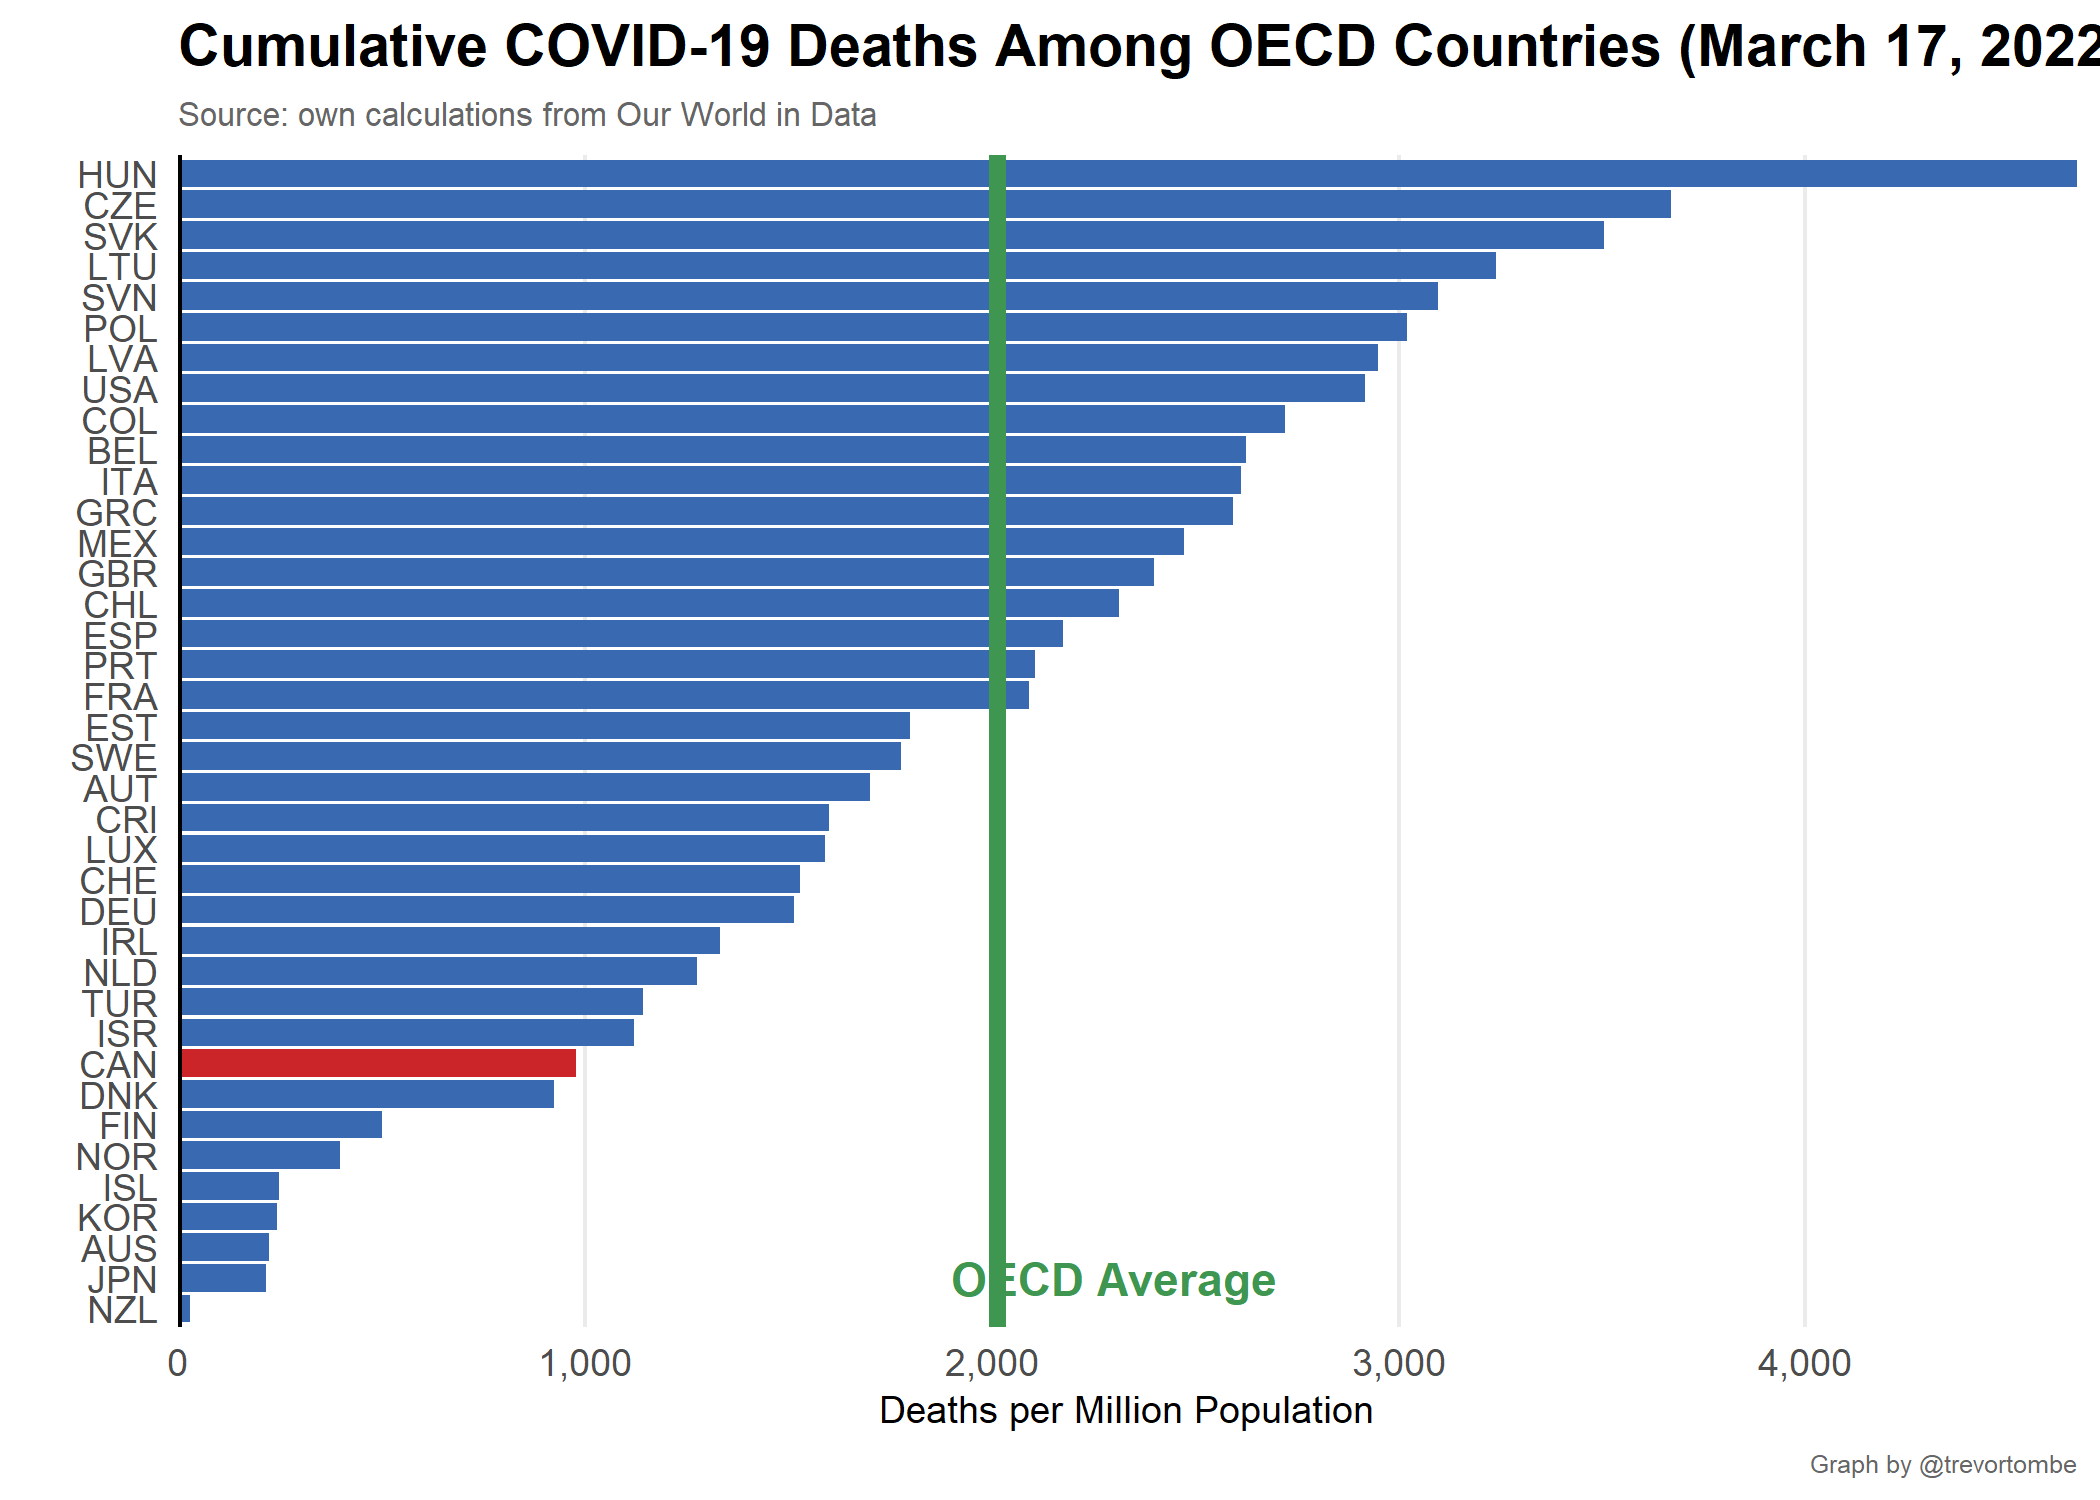 Cumulative COVID-19 Deaths Among OECD Countries (March 17, 2022
Source: own calculations from Our World in Data
HUN
CZE
SVK
LTU
SVN
POL
LVA
USA
COL
BEL
ITA
GRC
MEX
GBR
CHL
ESP
PRT
FRA
EST
SWE
AUT
CRI
LUX
CHE
DEU
IRL
NLD
TUR
ISR
CAN
DNK
FIN
NOR
ISL
KOR
AUS
JPN
NZL
OECD Average
0 1,000 2,000 3,000 4,000
Deaths per Million Population
Graph by @trevortombe